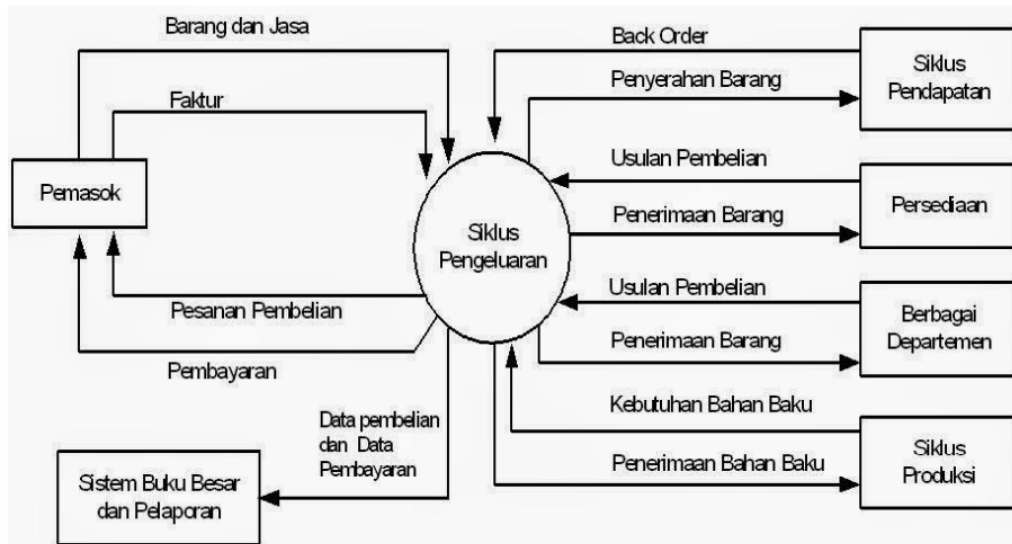 Barang dan Jasa
Faktur
Pemasok
Pesanan Pembelian
Pembayaran
Siklus
Pengeluaran
Data pembelian
dan Data
Pembayaran
Sistem Buku Besar
dan Pelaporan
Back Order
Penyerahan Barang
Siklus
Pendapatan
Usulan Pembelian
Penerimaan Barang
Persediaan
Usulan Pembelian
Penerimaan Barang
Berbagai
Departemen
Kebutuhan Bahan Baku
Penerimaan Bahan Baku
Siklus
Produksi